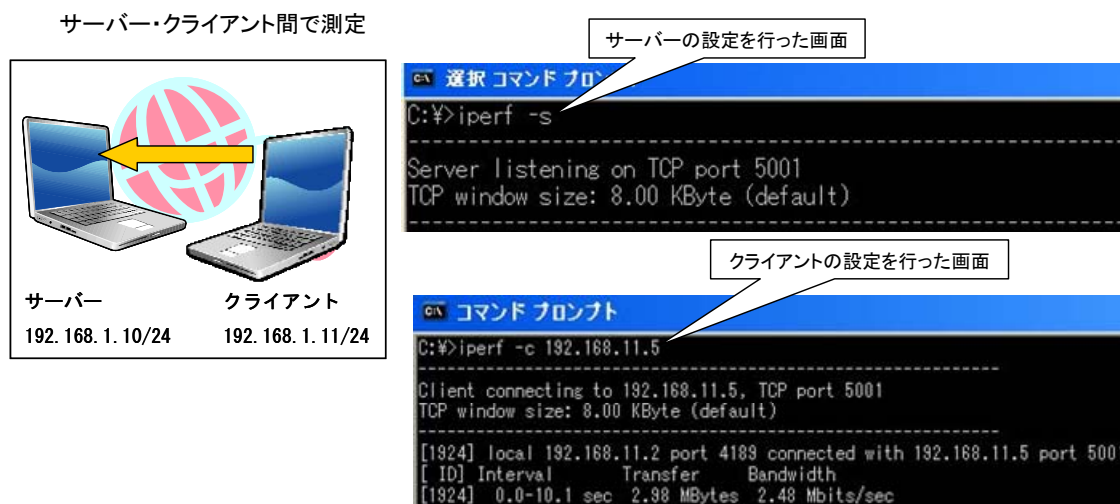 サーバー・クライアント間で測定
サーバー
192.168.1.10/24
クライアント
192.168.1.11/24
サーバーの設定を行った画面
選択 コマンド プロン
C:¥>iperf -s
------------------------------------------------------------
Server listening on TCP port 5001
TCP window size: 8.00 KByte (default)
------------------------------------------------------------
クライアントの設定を行った画面
コマンド プロンプト
C:¥>iperf -c 192.168.11.5
------------------------------------------------------------
Client connecting to 192.168.11.5, TCP port 5001
TCP window size: 8.00 KByte (default)
------------------------------------------------------------
[1924] local 192.168.11.2 port 4189 connected with 192.168.11.5 port 5001
[ ID] Interval Transfer Bandwidth
[1924] 0.0-10.1 sec 2.98 MBytes 2.48 Mbits/sec